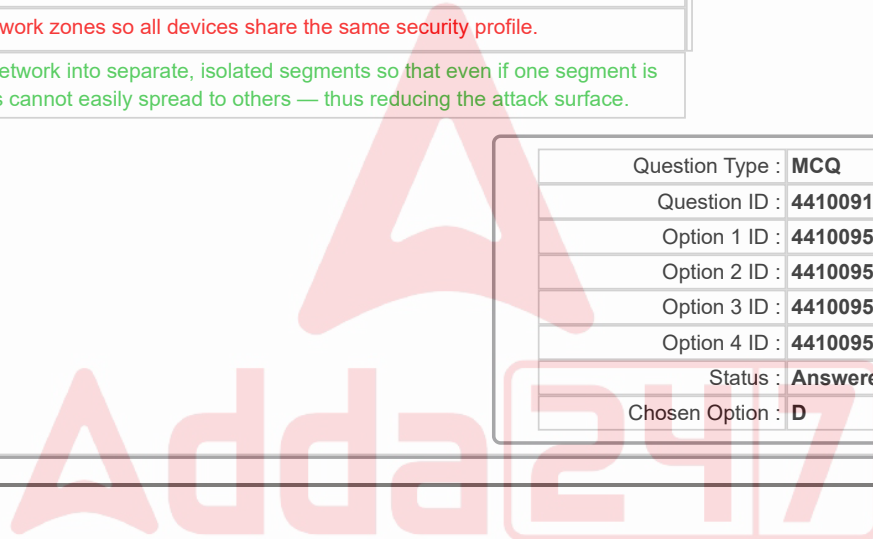 work zones so all devices share the same security profile.
etwork into separate, isolated segments so that even if one segment is
s cannot easily spread to others — thus reducing the attack surface.
Question Type : MCQ
Question ID : 4410091
Option 1 ID : 4410095
Option 2 ID : 4410095
Option 3 ID : 4410095
Option 4 ID : 4410095
Status : Answere
Chosen Option : D
Adda247